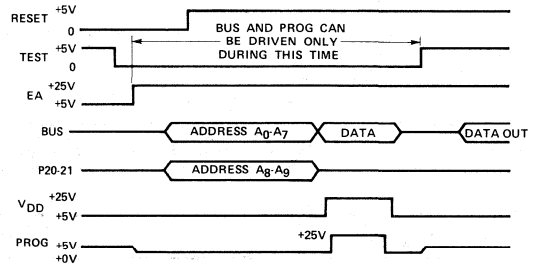 RESET +5V
0
BUS AND PROG CAN
BE DRIVEN ONLY
DURING THIS TIME
TEST +5V
0
EA +25V
+5V
BUS ADDRESS A0-A7 DATA DATA OUT
P20-21 ADDRESS A8-A9
VDD +25V
+5V
PROG +5V +25V
+0V